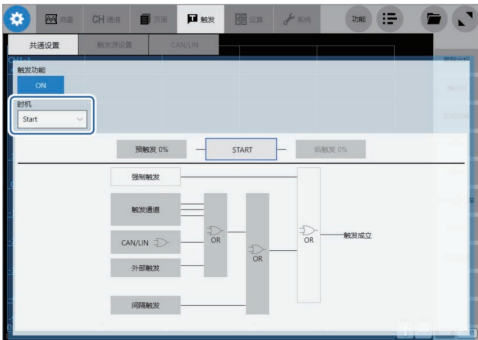 测量
CH 通道
页面
触发
运算
系统
功能
共通设置
触发源设置
CAN/LIN
触发功能
ON
时机
Start
预触发 0%
START
后触发 0%
强制触发
触发通道
CAN/LIN
外部触发
间隔触发
OR
OR
OR
触发成立